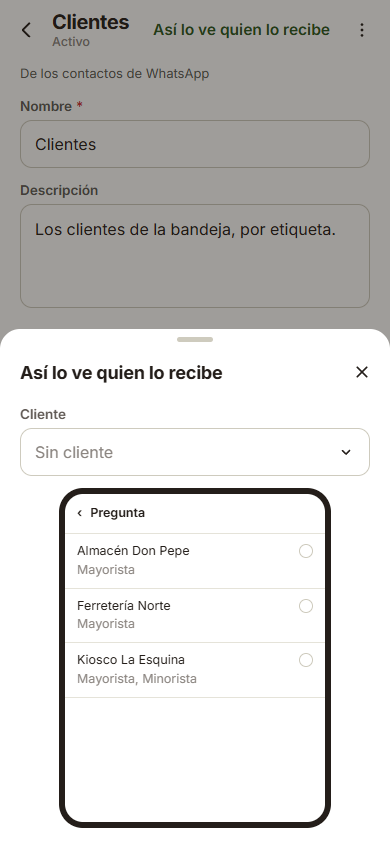 Clientes
Activo
Así lo ve quien lo recibe
De los contactos de WhatsApp
Nombre *
Clientes
Descripción
Los clientes de la bandeja, por etiqueta.
Así lo ve quien lo recibe
Cliente
Sin cliente
‹ Pregunta
Almacén Don Pepe
Mayorista
Ferretería Norte
Mayorista
Kiosco La Esquina
Mayorista, Minorista